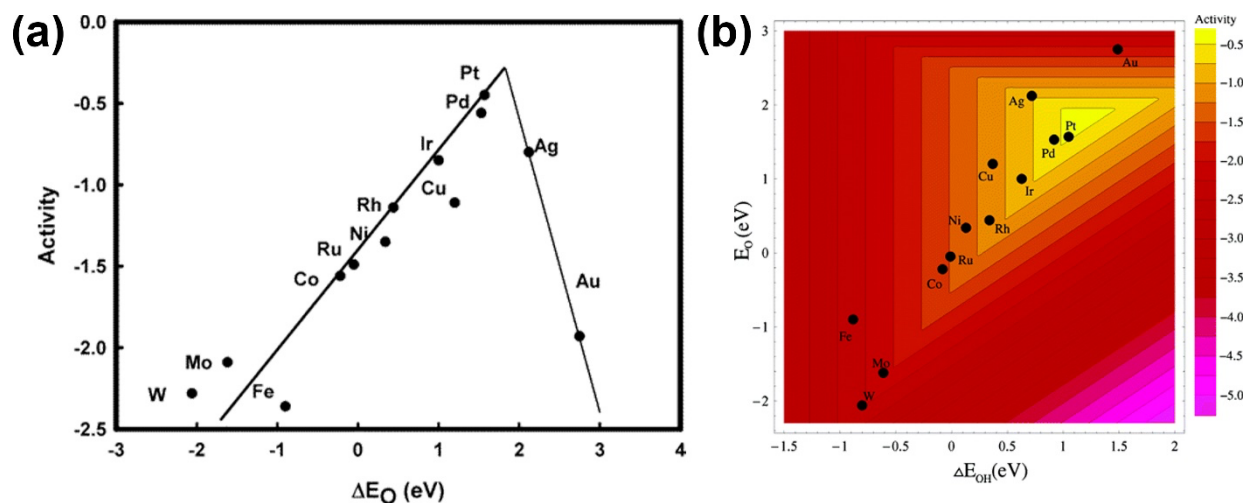 (a)
0.0
-0.5
-1.0
-1.5
-2.0
-2.5
Activity
Pt
Pd
Ir
Ag
Cu
Rh
Ni
Ru
Co
Au
Mo
W
Fe
-3 -2 -1 0 1 2 3 4
ΔE_O (eV)
(b)
Activity
3
2
1
0
−1
−2
E_O (eV)
Au
Ag
Pt
Pd
Cu
Ir
Ni
Rh
Ru
Co
Fe
Mo
W
−1.5 −1 −0.5 0 0.5 1 1.5 2
△E_OH (eV)
−0.5
−1.0
−1.5
−2.0
−2.5
−3.0
−3.5
−4.0
−4.5
−5.0